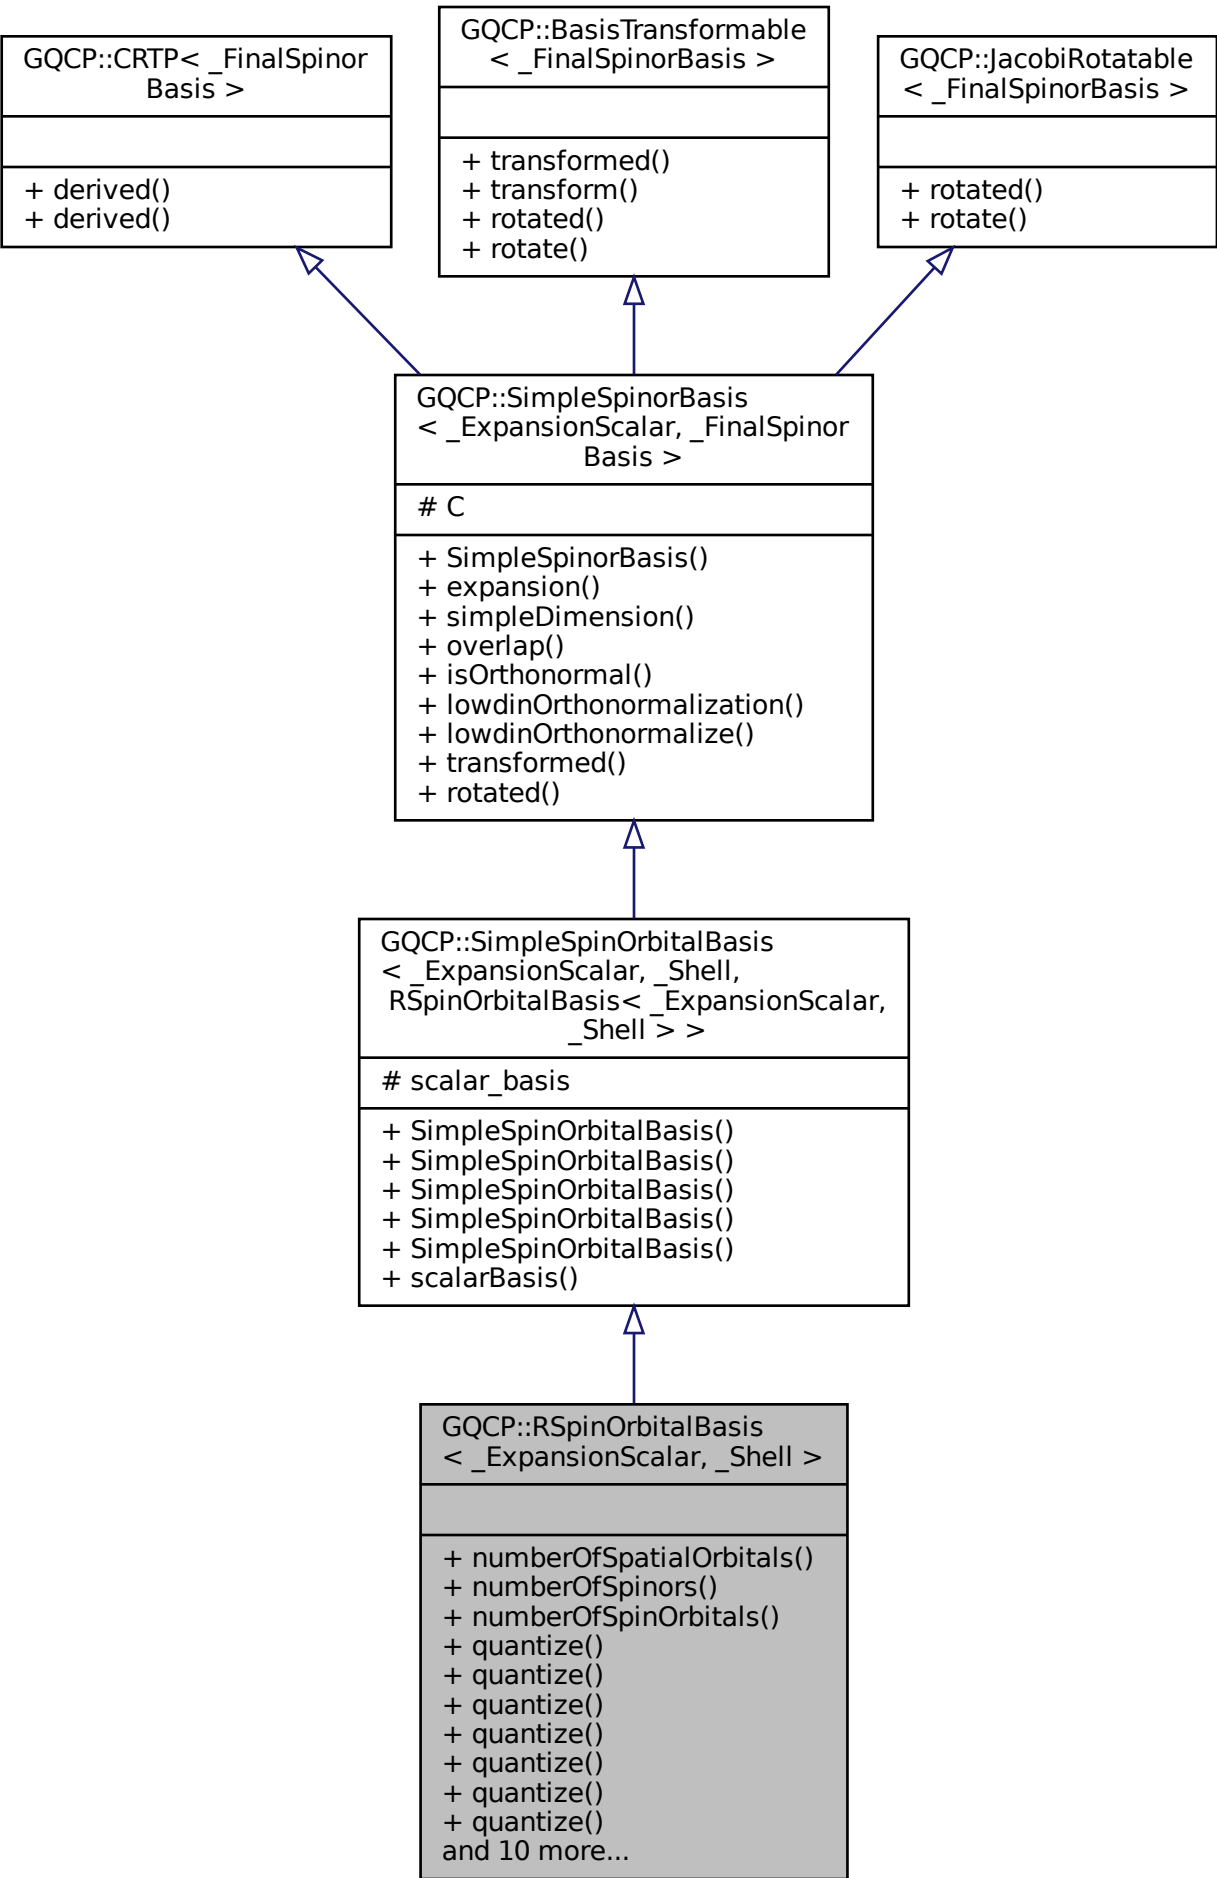 GQCP::CRTP< _FinalSpinor
Basis >
+ derived()
+ derived()
GQCP::BasisTransformable
< _FinalSpinorBasis >
+ transformed()
+ transform()
+ rotated()
+ rotate()
GQCP::JacobiRotatable
< _FinalSpinorBasis >
+ rotated()
+ rotate()
GQCP::SimpleSpinorBasis
< _ExpansionScalar, _FinalSpinor
Basis >
# C
+ SimpleSpinorBasis()
+ expansion()
+ simpleDimension()
+ overlap()
+ isOrthonormal()
+ lowdinOrthonormalization()
+ lowdinOrthonormalize()
+ transformed()
+ rotated()
GQCP::SimpleSpinOrbitalBasis
< _ExpansionScalar, _Shell,
RSpinOrbitalBasis< _ExpansionScalar,
_Shell > >
# scalar_basis
+ SimpleSpinOrbitalBasis()
+ SimpleSpinOrbitalBasis()
+ SimpleSpinOrbitalBasis()
+ SimpleSpinOrbitalBasis()
+ SimpleSpinOrbitalBasis()
+ scalarBasis()
GQCP::RSpinOrbitalBasis
< _ExpansionScalar, _Shell >
+ numberOfSpatialOrbitals()
+ numberOfSpinors()
+ numberOfSpinOrbitals()
+ quantize()
+ quantize()
+ quantize()
+ quantize()
+ quantize()
+ quantize()
+ quantize()
and 10 more...